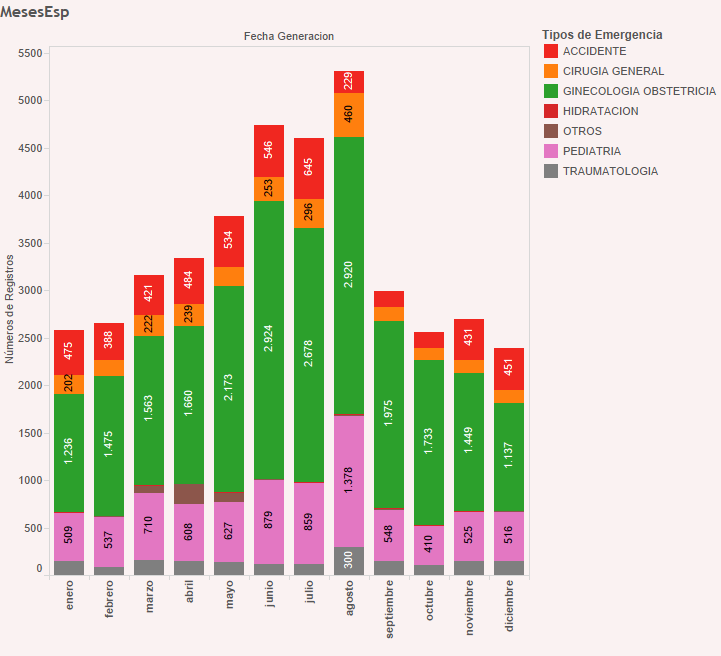 MesesEsp
Fecha Generacion
Tipos de Emergencia
ACCIDENTE
CIRUGIA GENERAL
GINECOLOGIA OBSTETRICIA
HIDRATACION
OTROS
PEDIATRIA
TRAUMATOLOGIA
Números de Registros
5500
5000
4500
4000
3500
3000
2500
2000
1500
1000
500
0
475
202
1.236
509
388
1.475
537
421
222
1.563
710
484
239
1.660
608
534
2.173
627
546
253
2.924
879
645
296
2.678
859
229
460
2.920
1.378
300
1.975
548
1.733
410
431
1.449
525
451
1.137
516
enero
febrero
marzo
abril
mayo
junio
julio
agosto
septiembre
octubre
noviembre
diciembre